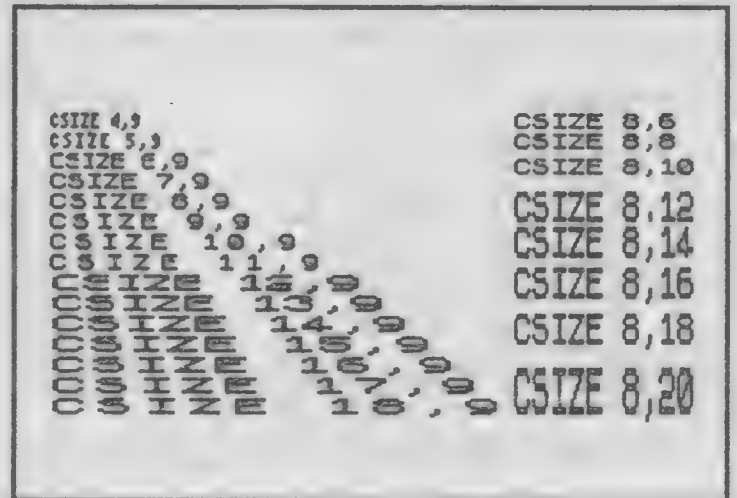 CSIZE 4,9
CSIZE 5,9
CSIZE 6,9
CSIZE 7,9
CSIZE 8,9
CSIZE 9,9
CSIZE 10,9
CSIZE 11,9
CSIZE 12,9
CSIZE 13,9
CSIZE 14,9
CSIZE 15,9
CSIZE 16,9
CSIZE 17,9
CSIZE 18,9
CSIZE 8,6
CSIZE 8,8
CSIZE 8,10
CSIZE 8.12
CSIZE 8,14
CSIZE 8,16
CSIZE 8,18
CSIZE 8,20